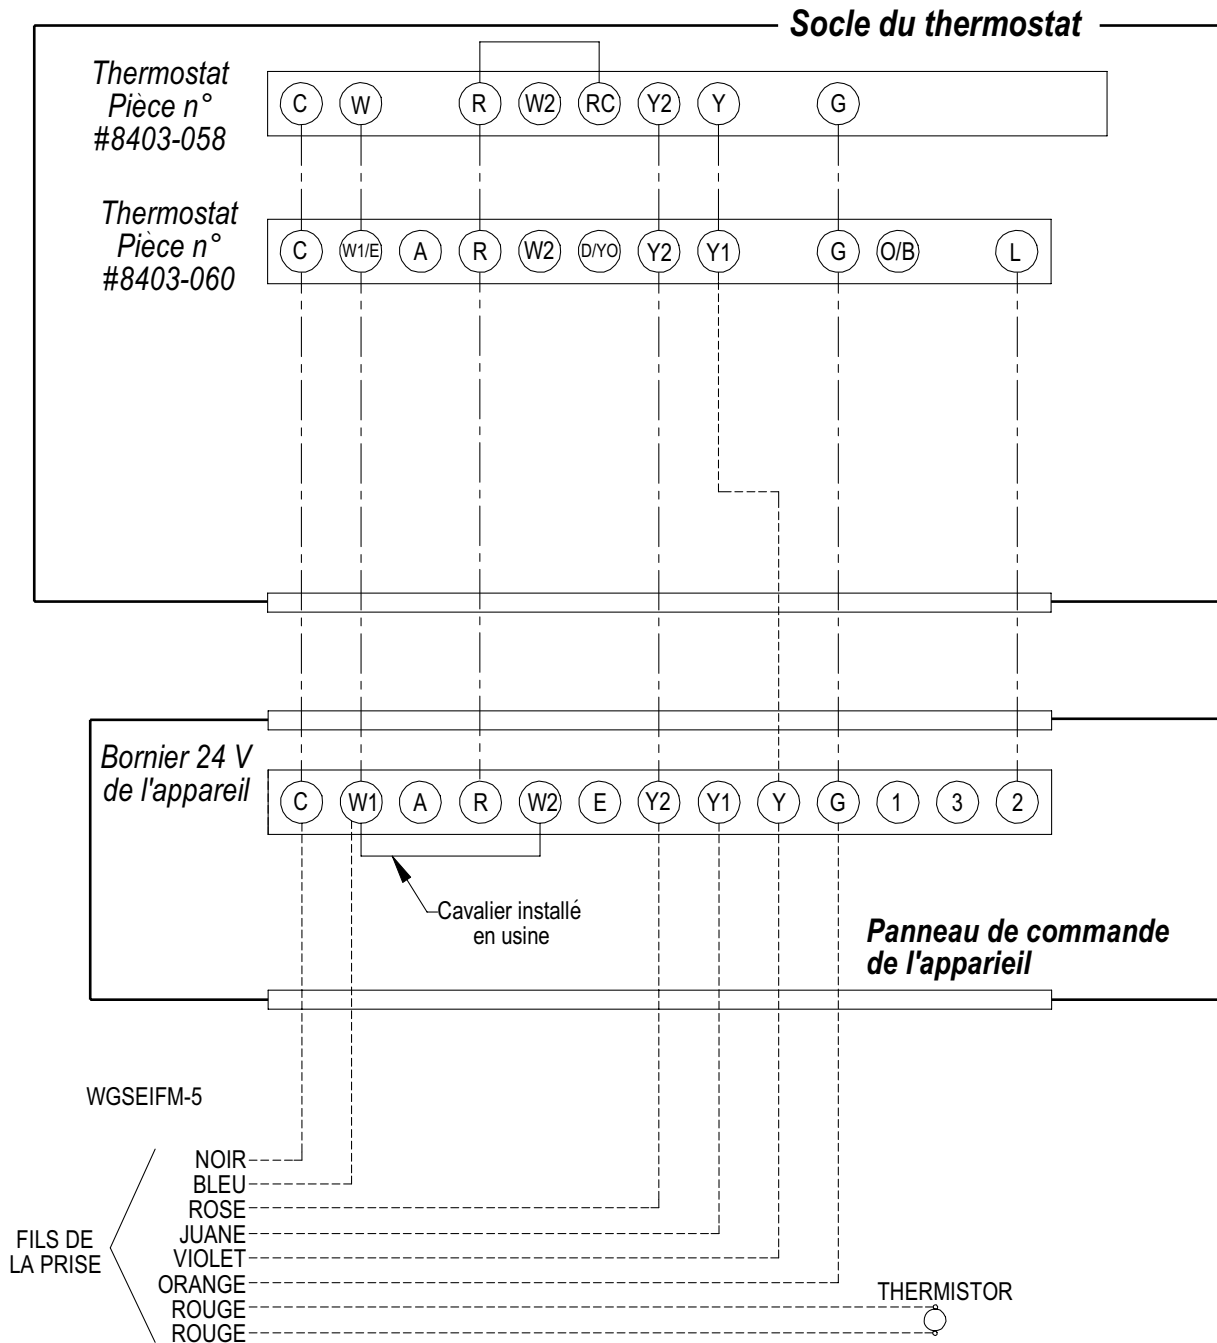 Socle du thermostat
Thermostat
Pièce n°
#8403-058
C W R W2 RC Y2 Y G
Thermostat
Pièce n°
#8403-060
C W1/E A R W2 D/YO Y2 Y1 G O/B L
Bornier 24 V
de l'appareil
C W1 A R W2 E Y2 Y1 Y G 1 3 2
Cavalier installé
en usine
Panneau de commande
de l'apparieil
WGSEIFM-5
FILS DE
LA PRISE
NOIR
BLEU
ROSE
JUANE
VIOLET
ORANGE
ROUGE
ROUGE
THERMISTOR